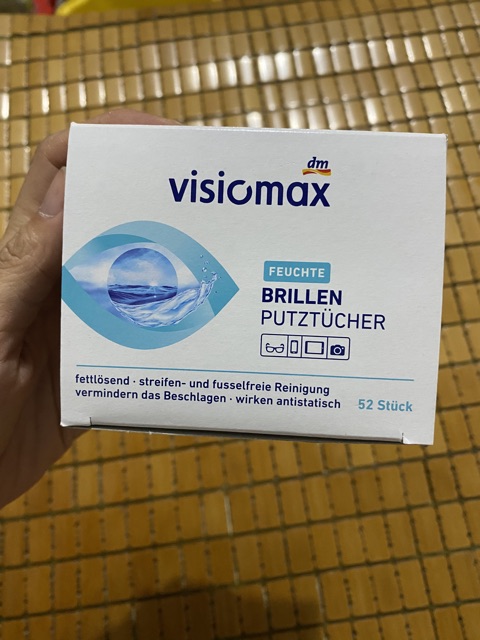 dm
visiomax
FEUCHTE
BRILLEN
PUTZTÜCHER
fettlösend · streifen- und fusselfreie Reinigung
vermindern das Beschlagen · wirken antistatisch
52 Stück